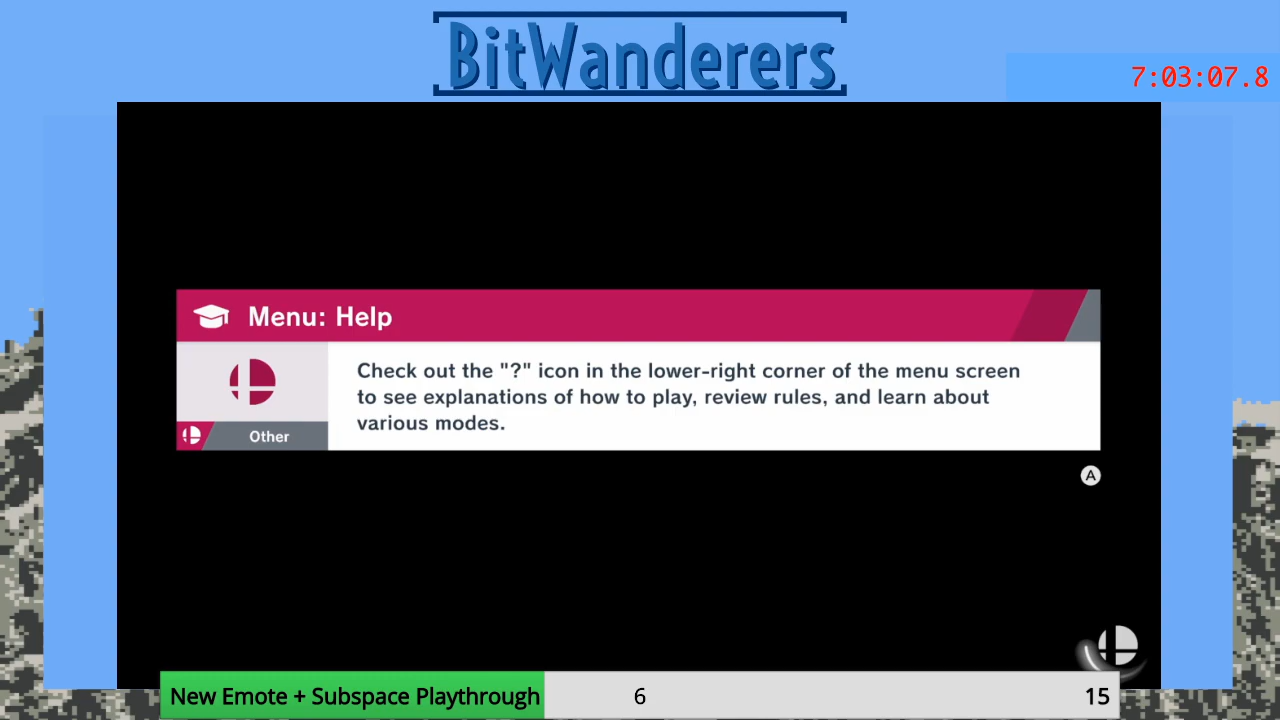 BitWanderers
7:03:07.8
Menu: Help
Check out the "?" icon in the lower-right corner of the menu screen
to see explanations of how to play, review rules, and learn about
various modes.
Other
A
New Emote + Subspace Playthrough 6 15